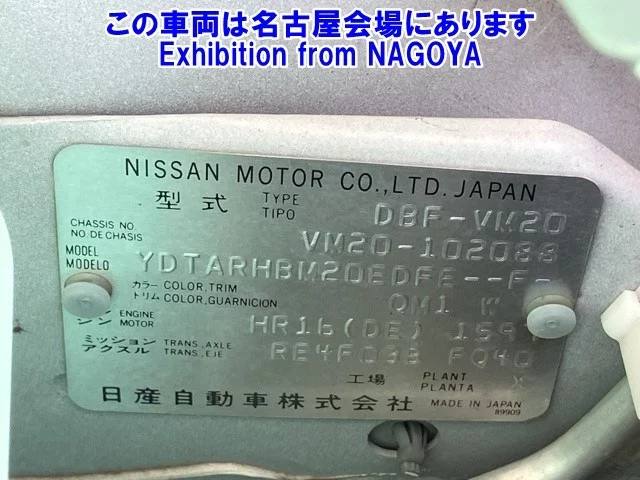 この車両は名古屋会場にあります
Exhibition from NAGOYA
NISSAN MOTOR CO.,LTD. JAPAN
型式 TYPE TIPO DBF-VM20
CHASSIS NO. NO.DE CHASIS VM20-102088
MODEL MODELO YDTARHBM20EDFE--F-
カラー COLOR, TRIM
トリム COLOR, GUARNICION QM1
ENGINE MOTOR HR16(DE)
ミッション TRANS., AXLE
アクスル TRANS., EJE RE4F03B FQ40
工場 PLANT PLANTA X
日産自動車株式会社 MADE IN JAPAN
89909